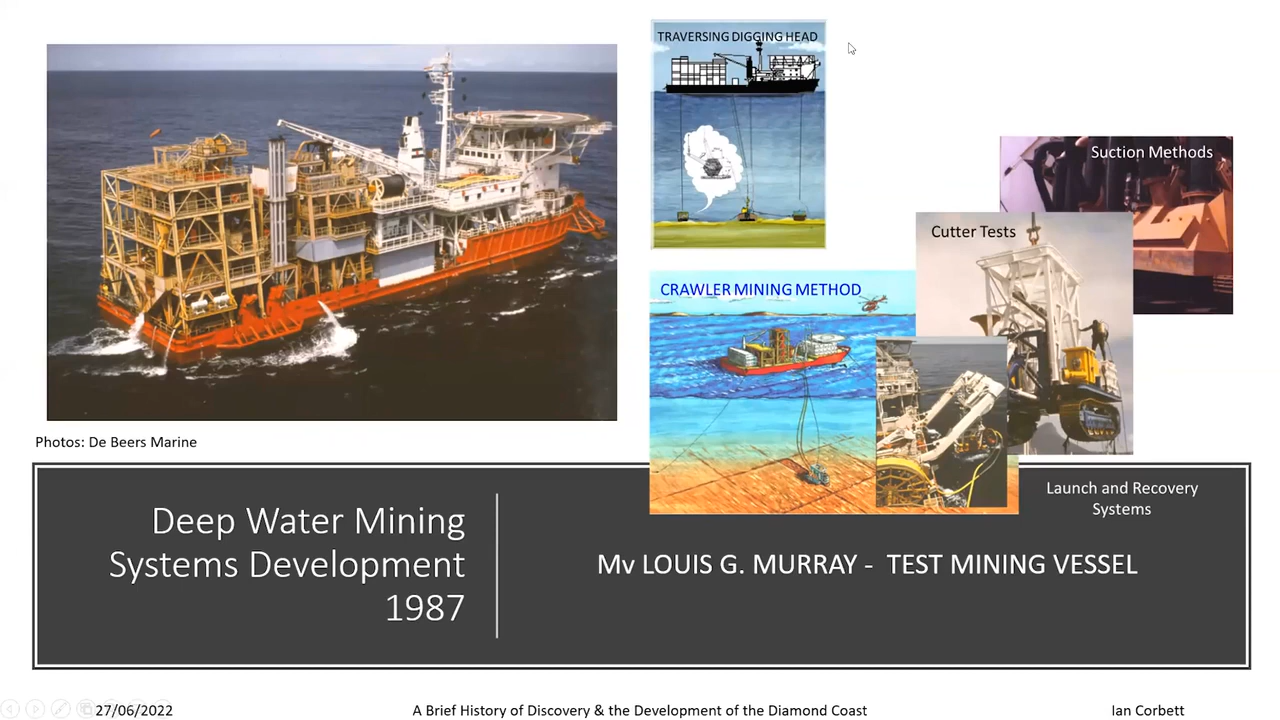 TRAVERSING DIGGING HEAD
Suction Methods
Cutter Tests
CRAWLER MINING METHOD
Photos: De Beers Marine
Launch and Recovery
Systems
Deep Water Mining
Systems Development
1987
Mv LOUIS G. MURRAY - TEST MINING VESSEL
27/06/2022
A Brief History of Discovery & the Development of the Diamond Coast
Ian Corbett